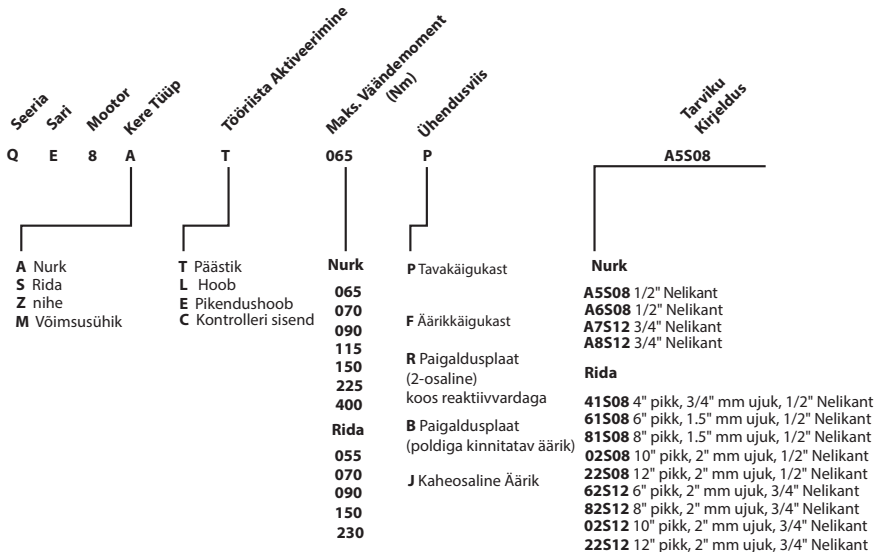 Seeria
Sari
Mootor
Kere Tüüp
Tööriista Aktiveerimine
Maks. Väändemoment
(Nm)
Ühendusviis
Tarviku
Kirjeldus
Q E 8 A T 065 P A5S08
A Nurk
S Rida
Z nihe
M Võimsusühik
T Päästik
L Hoob
E Pikendushoob
C Kontrolleri sisend
Nurk
065
070
090
115
150
225
400
Rida
055
070
090
150
230
P Tavakäigukast
F Äärikkäigukast
R Paigaldusplaat
(2-osaline)
koos reaktiivvardaga
B Paigaldusplaat
(poldiga kinnitatav äärik)
J Kaheosaline Äärik
Nurk
A5S08 1/2" Nelikant
A6S08 1/2" Nelikant
A7S12 3/4" Nelikant
A8S12 3/4" Nelikant
Rida
41S08 4" pikk, 3/4" mm ujuk, 1/2" Nelikant
61S08 6" pikk, 1.5" mm ujuk, 1/2" Nelikant
81S08 8" pikk, 1.5" mm ujuk, 1/2" Nelikant
02S08 10" pikk, 2" mm ujuk, 1/2" Nelikant
22S08 12" pikk, 2" mm ujuk, 1/2" Nelikant
62S12 6" pikk, 2" mm ujuk, 3/4" Nelikant
82S12 8" pikk, 2" mm ujuk, 3/4" Nelikant
02S12 10" pikk, 2" mm ujuk, 3/4" Nelikant
22S12 12" pikk, 2" mm ujuk, 3/4" Nelikant